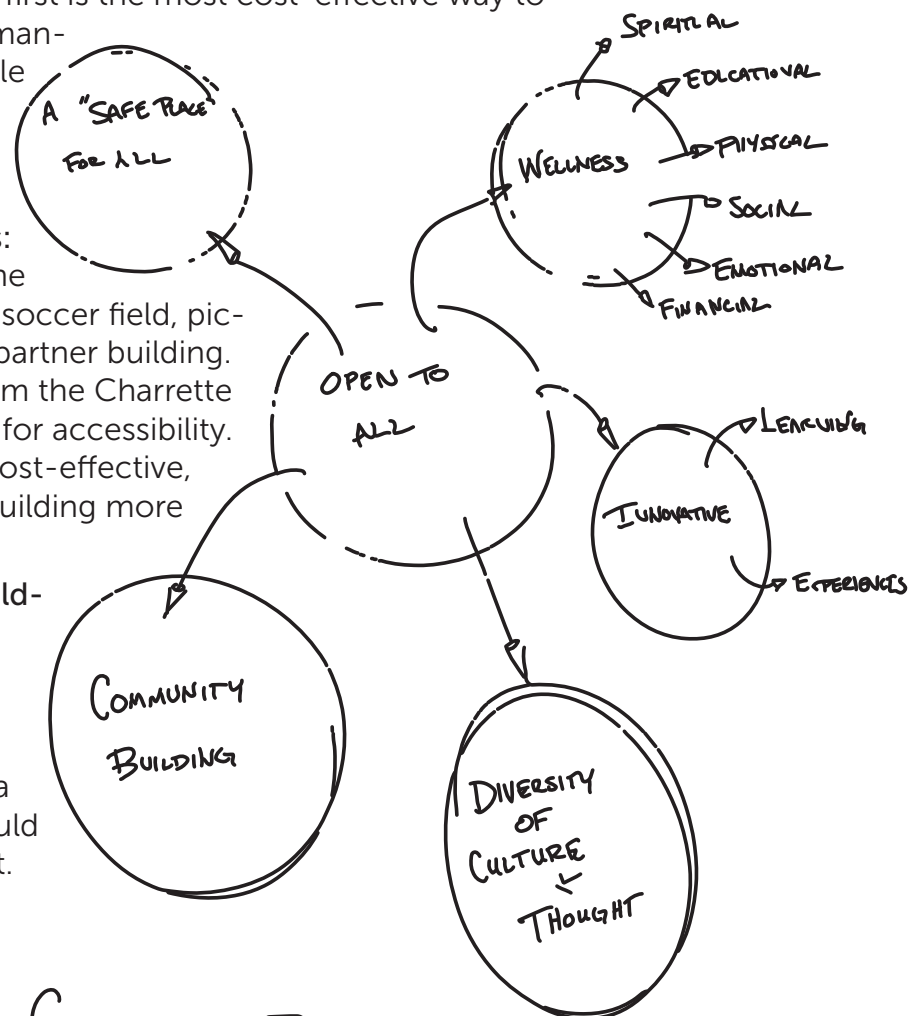 first is the most cost-effective way to
man-
le
s:
ne
soccer field, pic-
partner building.
m the Charrette
for accessibility.
ost-effective,
uilding more
ld-
a
uld
t.
A "SAFE PLACE"
FOR ALL
WELLNESS
SPIRITUAL
EDUCATIONAL
PHYSICAL
SOCIAL
EMOTIONAL
FINANCIAL
OPEN TO
ALL
INNOVATIVE
LEARNING
EXPERIENCES
COMMUNITY
BUILDING
DIVERSITY
OF
CULTURE
&
THOUGHT